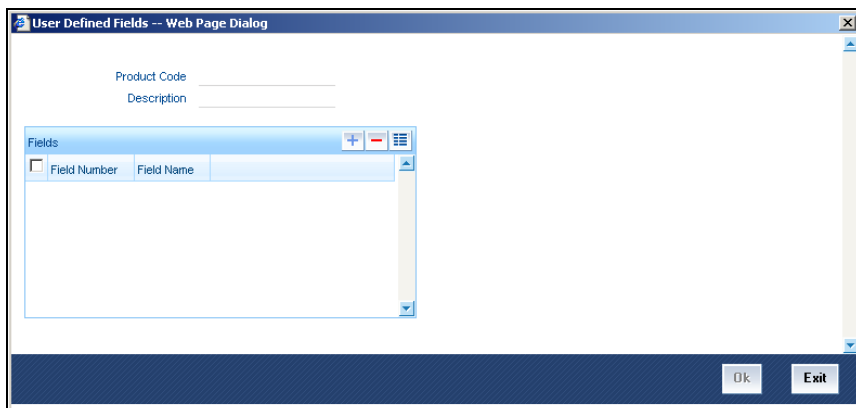 User Defined Fields -- Web Page Dialog
Product Code
Description
Fields
Field Number Field Name
Ok Exit